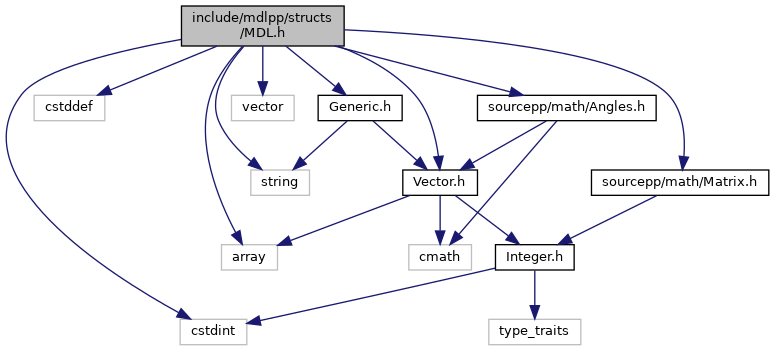 include/mdlpp/structs
/MDL.h
cstddef
vector
Generic.h
sourcepp/math/Angles.h
string
Vector.h
sourcepp/math/Matrix.h
array
cmath
Integer.h
cstdint
type_traits